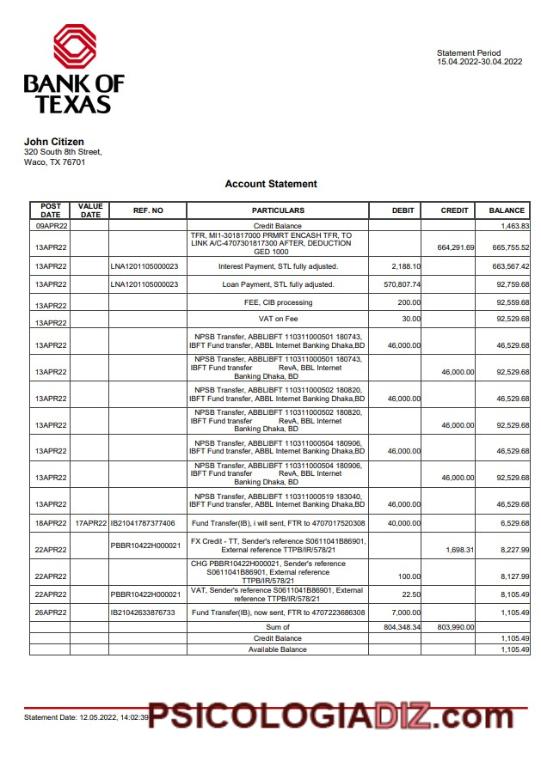 Statement Period
15.04.2022-30.04.2022
BANK OF
TEXAS
John Citizen
320 South 8th Street,
Waco, TX 76701
Account Statement
POST DATE VALUE DATE REF. NO PARTICULARS DEBIT CREDIT BALANCE
09APR22 Credit Balance 1,463.83
13APR22 TFR, MI1-301817000 PRMRT ENCASH TFR, TO
LINK A/C-4707301817300 AFTER, DEDUCTION
GED 1000 664,291.69 665,755.52
13APR22 LNA1201105000023 Interest Payment, STL fully adjusted. 2,188.10 663,567.42
13APR22 LNA1201105000023 Loan Payment, STL fully adjusted. 570,807.74 92,759.68
13APR22 FEE, CIB processing 200.00 92,559.68
13APR22 VAT on Fee 30.00 92,529.68
13APR22 NPSB Transfer, ABBLIBFT 110311000501 180743,
IBFT Fund transfer, ABBL Internet Banking Dhaka,BD 46,000.00 46,529.68
13APR22 NPSB Transfer, ABBLIBFT 110311000501 180743,
IBFT Fund transfer RevA, BBL Internet
Banking Dhaka, BD 46,000.00 92,529.68
13APR22 NPSB Transfer, ABBLIBFT 110311000502 180820,
IBFT Fund transfer, ABBL Internet Banking Dhaka,BD 46,000.00 46,529.68
13APR22 NPSB Transfer, ABBLIBFT 110311000502 180820,
IBFT Fund transfer RevA, BBL Internet
Banking Dhaka, BD 46,000.00 92,529.68
13APR22 NPSB Transfer, ABBLIBFT 110311000504 180906,
IBFT Fund transfer, ABBL Internet Banking Dhaka,BD 46,000.00 46,529.68
13APR22 NPSB Transfer, ABBLIBFT 110311000504 180906,
IBFT Fund transfer RevA, BBL Internet
Banking Dhaka, BD 46,000.00 92,529.68
13APR22 NPSB Transfer, ABBLIBFT 110311000519 183040,
IBFT Fund transfer, ABBL Internet Banking Dhaka,BD 46,000.00 46,529.68
18APR22 17APR22 IB21041787377406 Fund Transfer(IB), i will sent, FTR to 4707017520308 40,000.00 6,529.68
22APR22 PBBR10422H000021 FX Credit - TT, Sender's reference S0611041B86901,
External reference TTPB/IR/578/21 1,698.31 8,227.99
22APR22 CHG PBBR10422H000021, Sender's reference
S0611041B86901, External reference
TTPB/IR/578/21 100.00 8,127.99
22APR22 PBBR10422H000021 VAT, Sender's reference S0611041B86901, External
reference TTPB/IR/578/21 22.50 8,105.49
26APR22 IB21042633876733 Fund Transfer(IB), now sent, FTR to 4707223686308 7,000.00 1,105.49
Sum of 804,348.34 803,990.00
Credit Balance 1,105.49
Available Balance 1,105.49
Statement Date: 12.05.2022, 14:02:39
PSICOLOGIADIZ.com